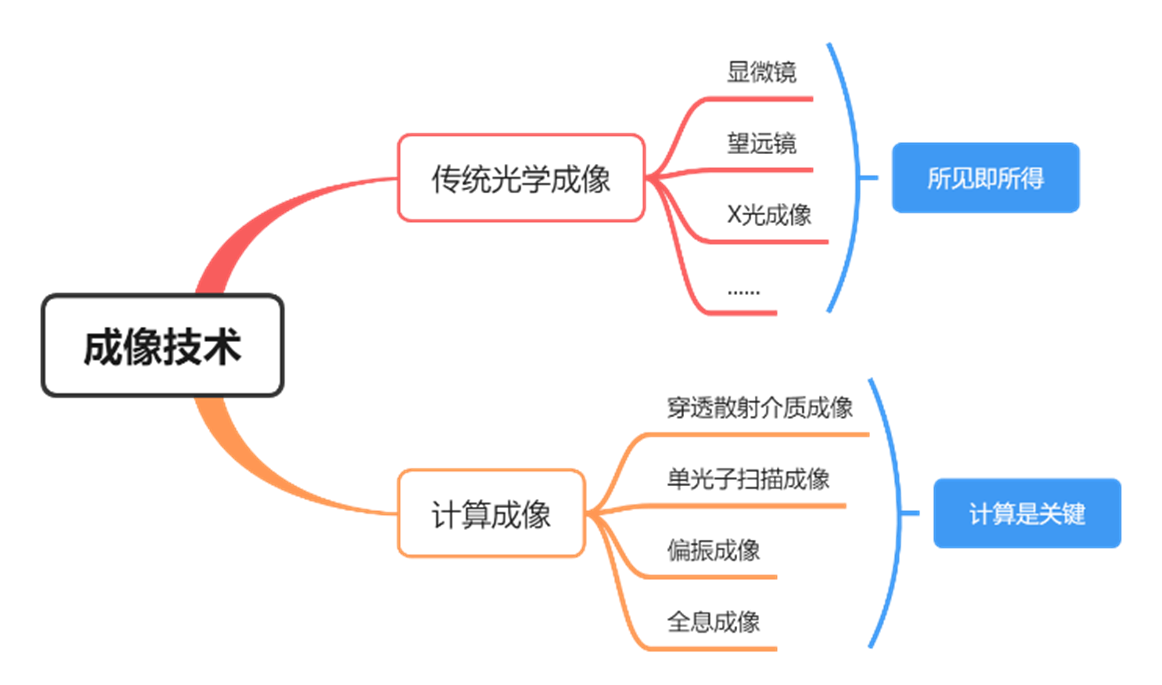 成像技术
传统光学成像
显微镜
望远镜
X光成像
......
所见即所得
计算成像
穿透散射介质成像
单光子扫描成像
偏振成像
全息成像
计算是关键